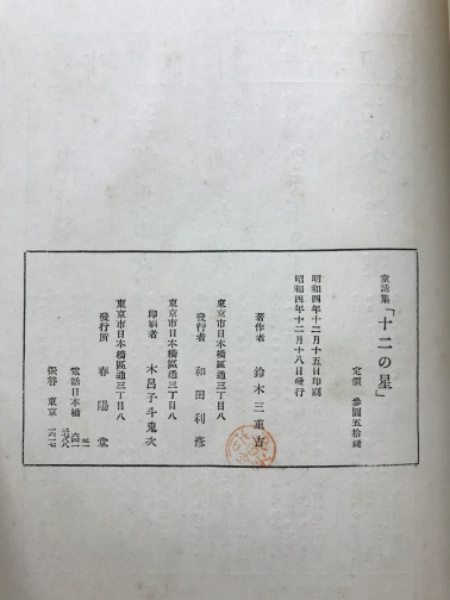 童話集「十二の星」
定價 參圓五拾錢
昭和四年十二月十五日印刷
昭和四年十二月十八日發行
著作者 鈴木三重吉
東京市日本橋區通三丁目八
發行者 和田利彦
東京市日本橋區通三丁目八
印刷者 木呂子斗鬼次
東京市日本橋區通三丁目八
發行所 春陽堂
電話日本橋
振替 東京 一六一七